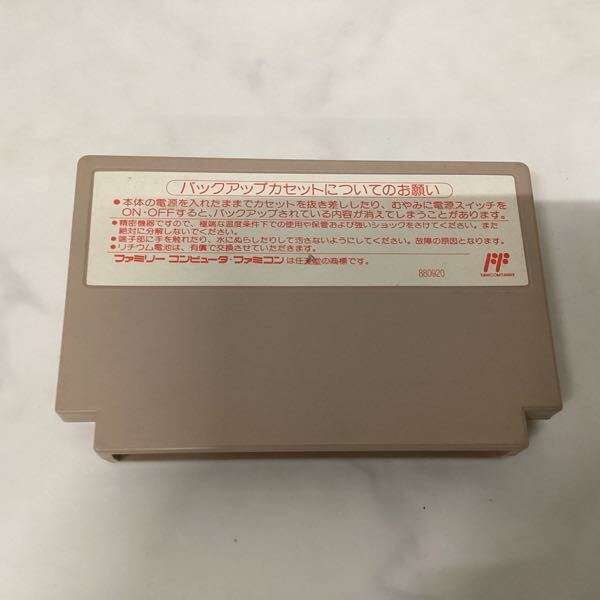 バックアップカセットについてのお願い
●本体の電源を入れたままでカセットを抜き差ししたり、むやみに電源スイッチを
ON・OFFすると、バックアップされている内容が消えてしまうことがあります。
●精密機器ですので、極端な温度条件下での使用や保管および強いショックをさけてください。また
絶対に分解しないでください。
●端子部に手を触れたり、水にぬらしたりして汚さないようにしてください。故障の原因となります。
●リチウム電池は、有償で交換させていただきます。
ファミリー コンピュータ・ファミコンは任天堂の商標です。
880920
FF
FAMICOM FAMILY